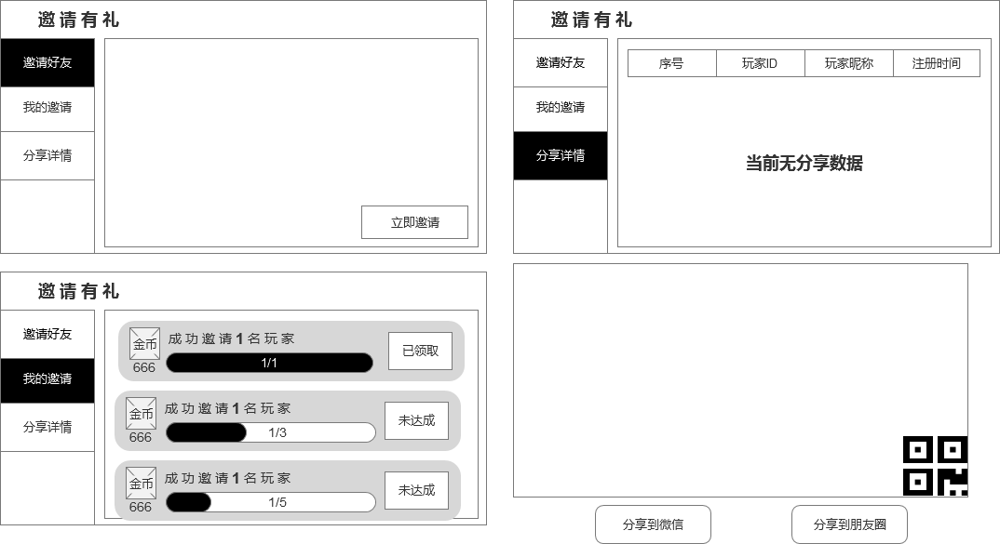 邀请有礼
邀请好友
我的邀请
分享详情
立即邀请
邀请有礼
邀请好友
我的邀请
分享详情
序号 玩家ID 玩家昵称 注册时间
当前无分享数据
邀请有礼
邀请好友
我的邀请
分享详情
金币
666
成功邀请1名玩家
1/1
已领取
金币
666
成功邀请1名玩家
1/3
未达成
金币
666
成功邀请1名玩家
1/5
未达成
分享到微信
分享到朋友圈